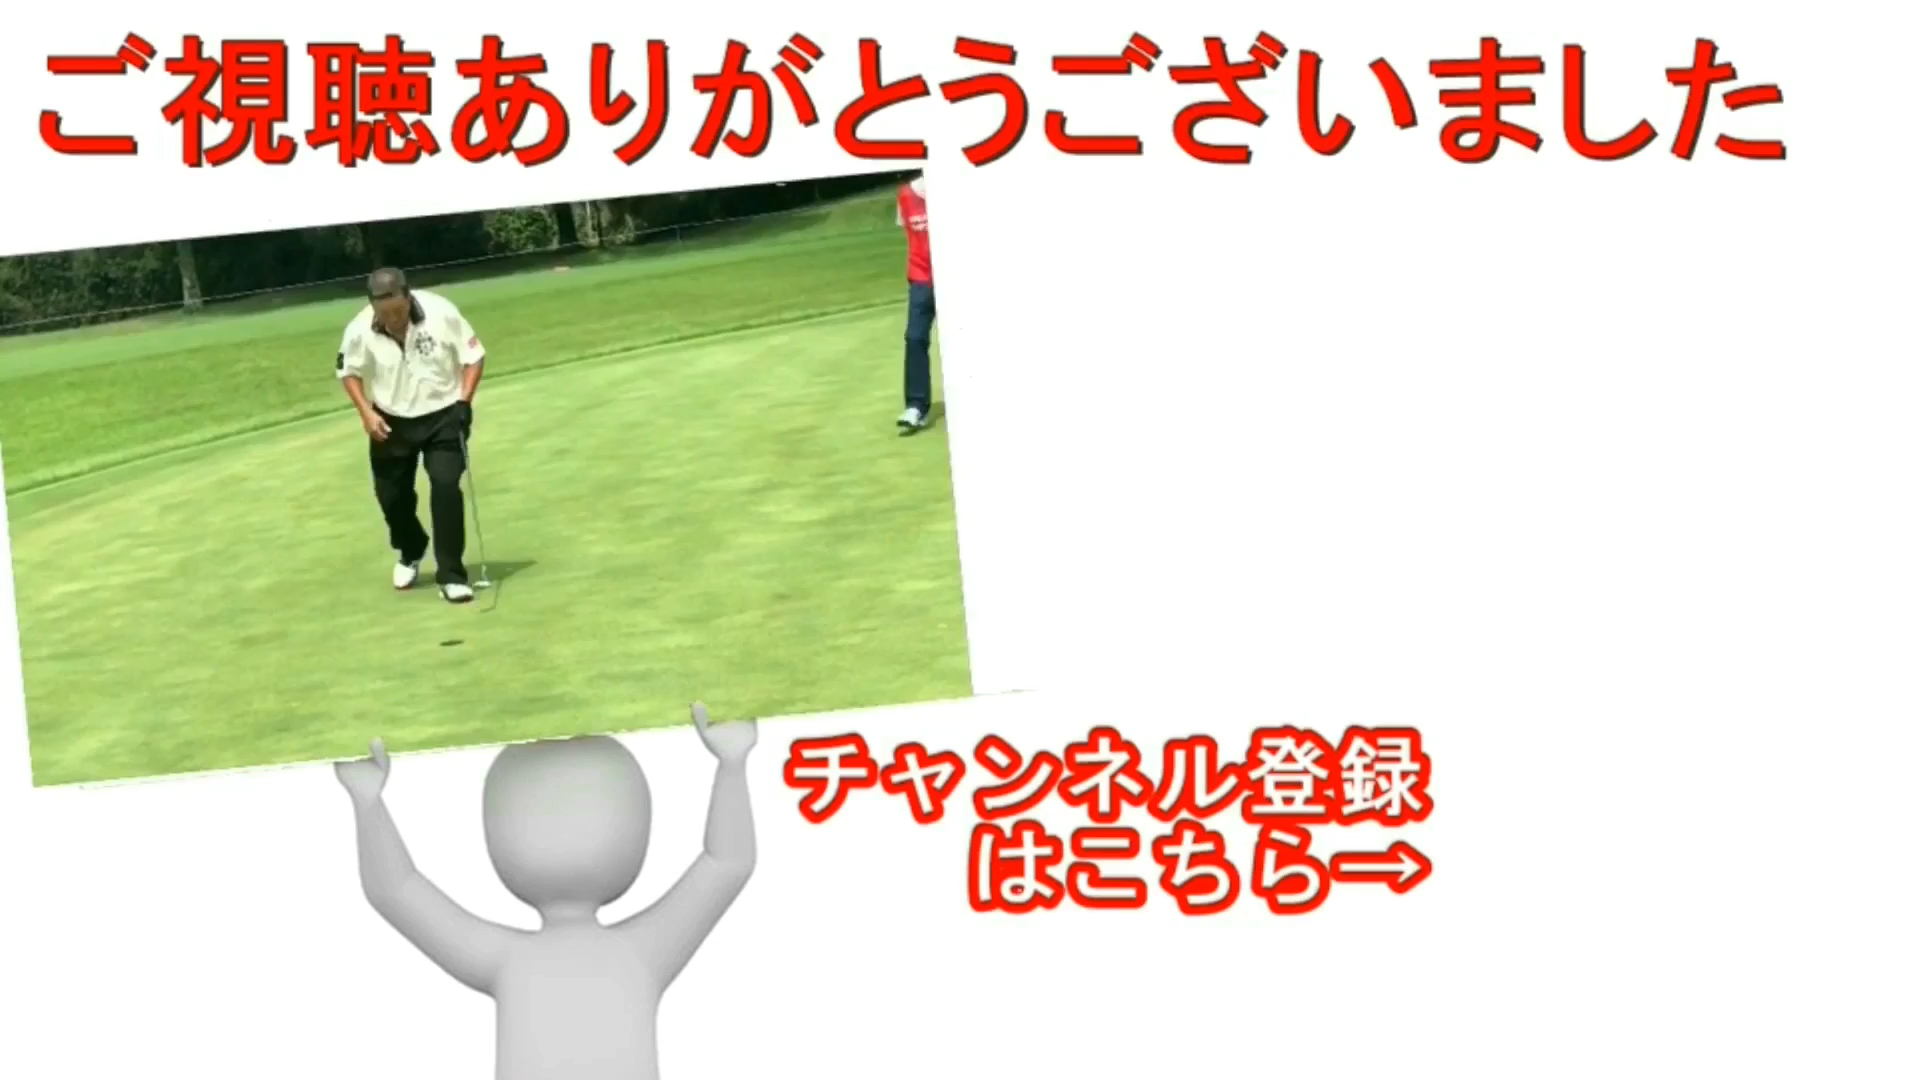 ご視聴ありがとうございました
チャンネル登録
はこちら→